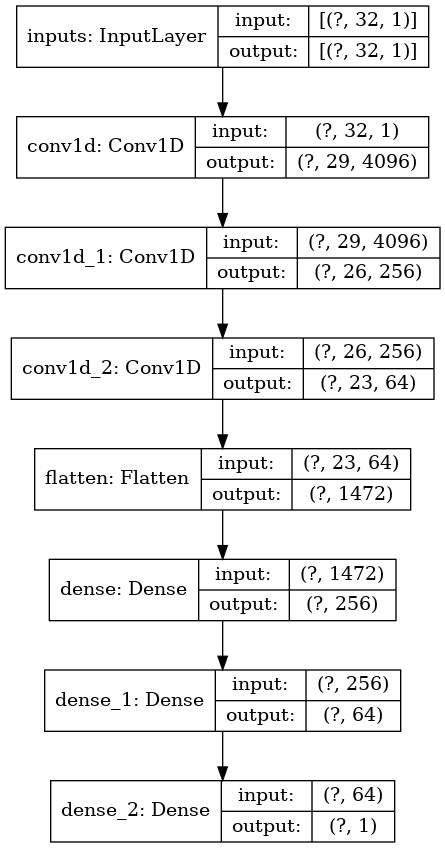 inputs: InputLayer
input: [(?, 32, 1)]
output: [(?, 32, 1)]
conv1d: Conv1D
input: (?, 32, 1)
output: (?, 29, 4096)
conv1d_1: Conv1D
input: (?, 29, 4096)
output: (?, 26, 256)
conv1d_2: Conv1D
input: (?, 26, 256)
output: (?, 23, 64)
flatten: Flatten
input: (?, 23, 64)
output: (?, 1472)
dense: Dense
input: (?, 1472)
output: (?, 256)
dense_1: Dense
input: (?, 256)
output: (?, 64)
dense_2: Dense
input: (?, 64)
output: (?, 1)